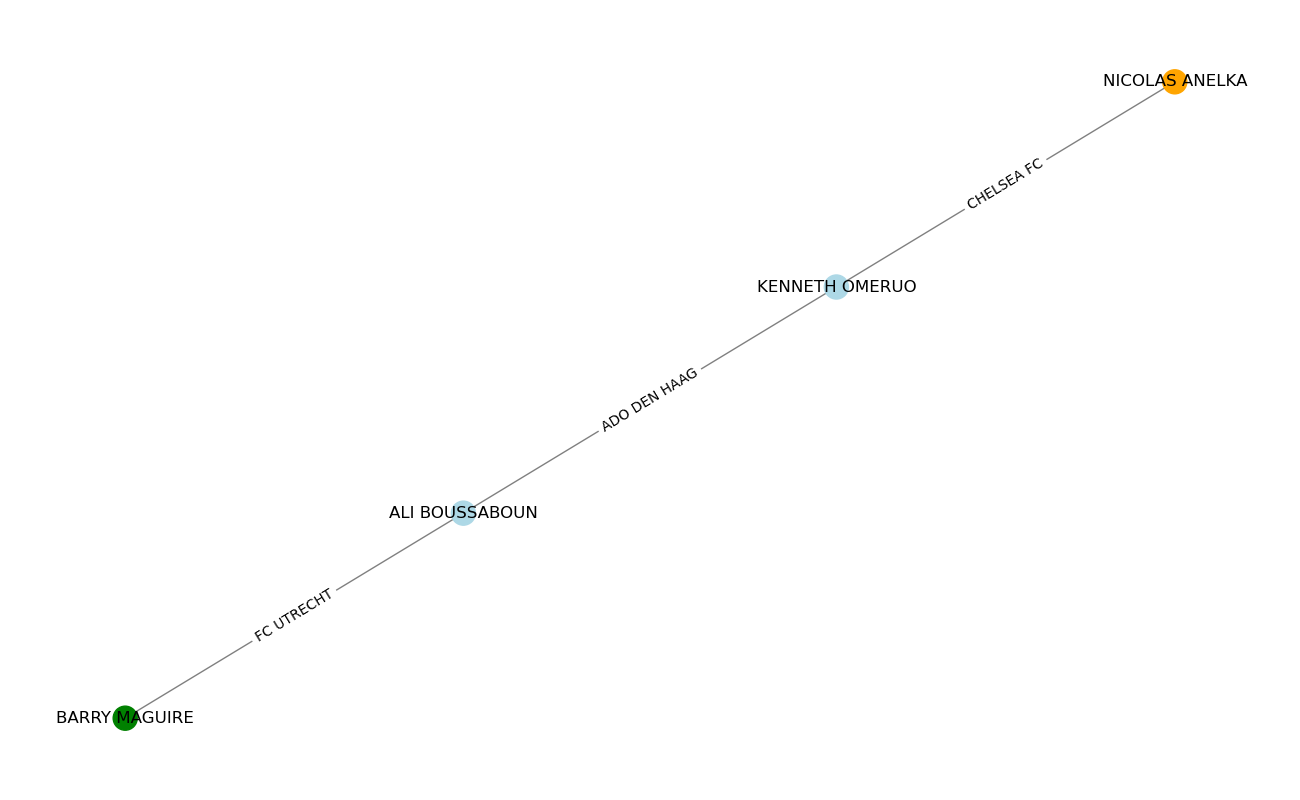 NICOLAS ANELKA
CHELSEA FC
KENNETH OMERUO
ADO DEN HAAG
ALI BOUSSABOUN
FC UTRECHT
BARRY MAGUIRE